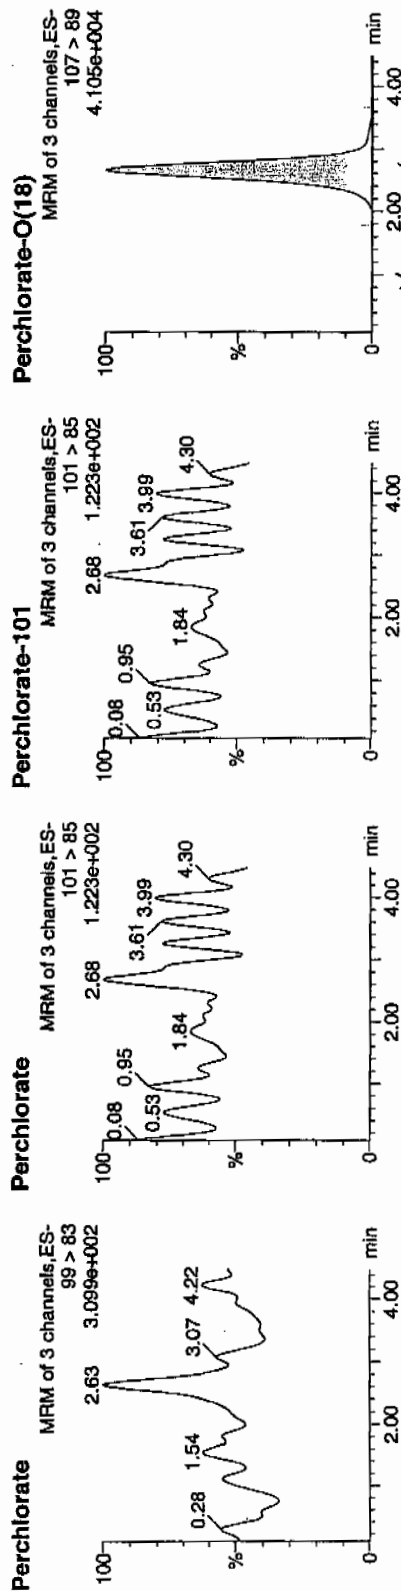 Perchlorate
MRM of 3 channels,ES-
99 > 83
3.099e+002
100
%
0
0.28
1.54
2.63
3.07
4.22
2.00
4.00
min
Perchlorate
MRM of 3 channels,ES-
101 > 85
1.223e+002
100
%
0
0.08
0.53
0.95
1.84
2.68
3.61
3.99
4.30
2.00
4.00
min
Perchlorate-101
MRM of 3 channels,ES-
101 > 85
1.223e+002
100
%
0
0.08
0.53
0.95
1.84
2.68
3.61
3.99
4.30
2.00
4.00
min
Perchlorate-O(18)
MRM of 3 channels,ES-
107 > 89
4.105e+004
100
%
0
2.00
4.00
min